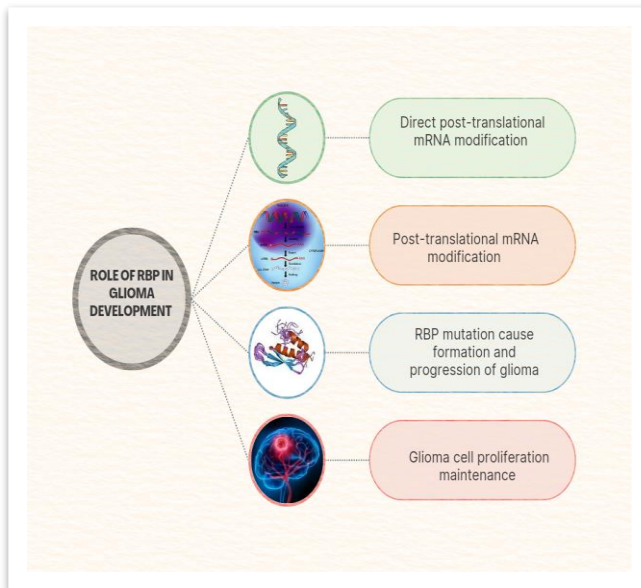 ROLE OF RBP IN
GLIOMA
DEVELOPMENT
Direct post-translational
mRNA modification
Post-translational mRNA
modification
RBP mutation cause
formation and
progression of glioma
Glioma cell proliferation
maintenance